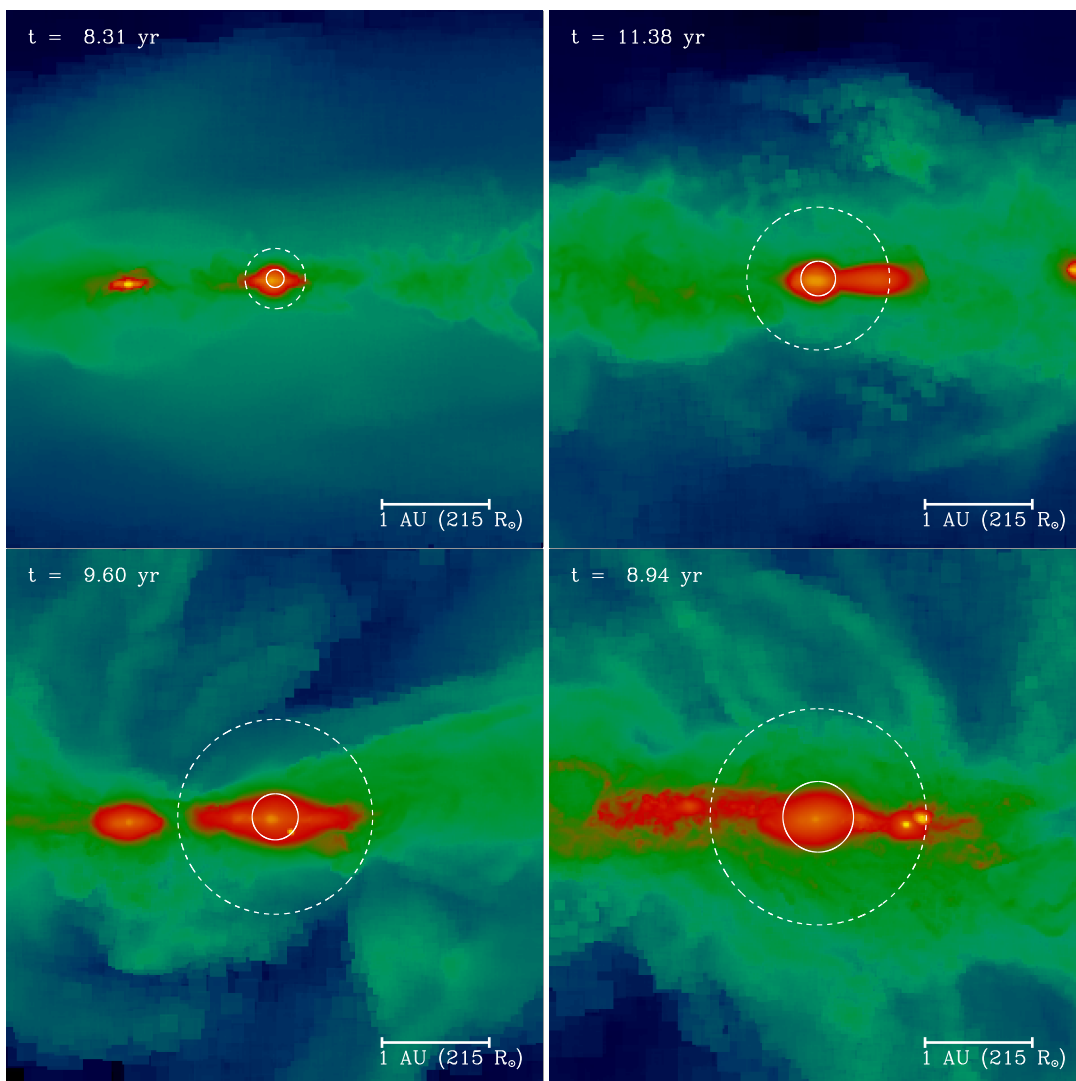 t = 8.31 yr
t = 11.38 yr
1 AU (215 R☉)
1 AU (215 R☉)
t = 9.60 yr
t = 8.94 yr
1 AU (215 R☉)
1 AU (215 R☉)